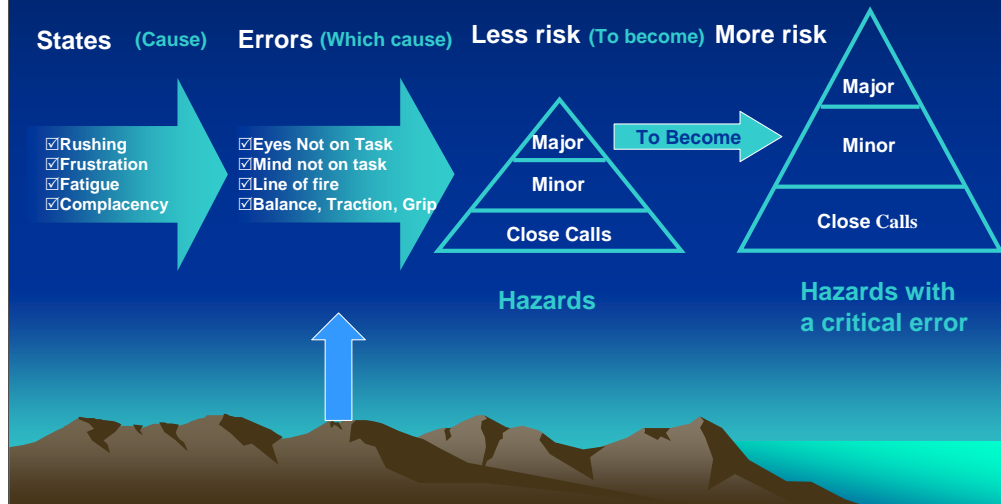 States (Cause) Errors (Which cause) Less risk (To become) More risk
☑Rushing
☑Frustration
☑Fatigue
☑Complacency
☑Eyes Not on Task
☑Mind not on task
☑Line of fire
☑Balance, Traction, Grip
Major
Minor
Close Calls
To Become
Major
Minor
Close Calls
Hazards
Hazards with
a critical error